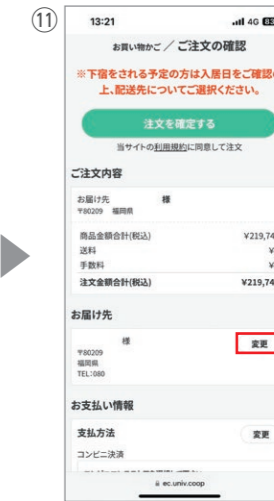 ⑪
13:21
4G 83
お買い物かご ／ ご注文の確認
※下宿をされる予定の方は入居日をご確認の
上、配送先についてご選択ください。
注文を確定する
当サイトの利用規約に同意して注文
ご注文内容
お届け先 様
〒80209 福岡県
商品金額合計(税込) ¥219,74
送料 ¥
手数料 ¥
注文金額合計(税込) ¥219,74
お届け先
様 変更
〒80209
福岡県
TEL:080
お支払い情報
支払方法 変更
コンビニ決済
ec.univ.coop